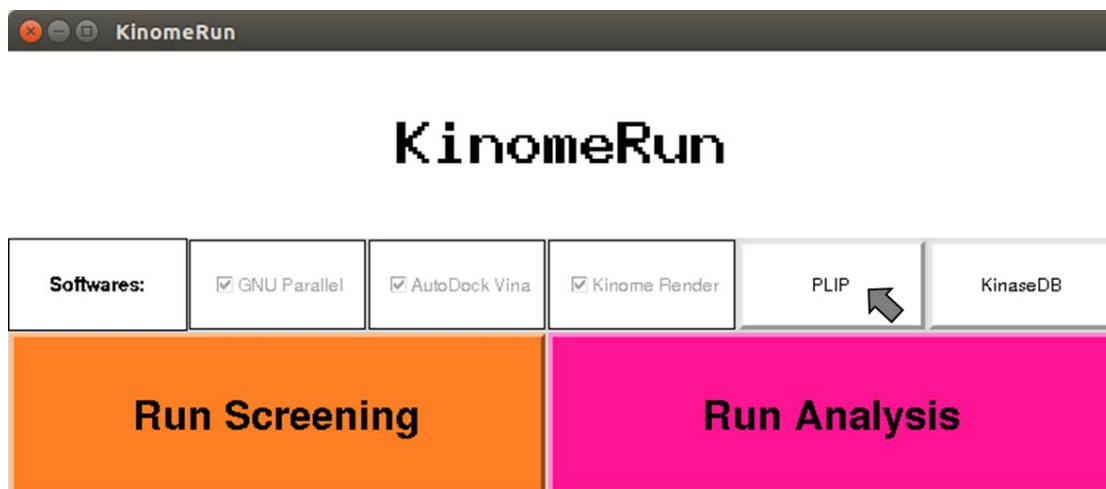 KinomeRun
KinomeRun
Softwares: GNU Parallel AutoDock Vina Kinome Render PLIP KinaseDB
Run Screening Run Analysis